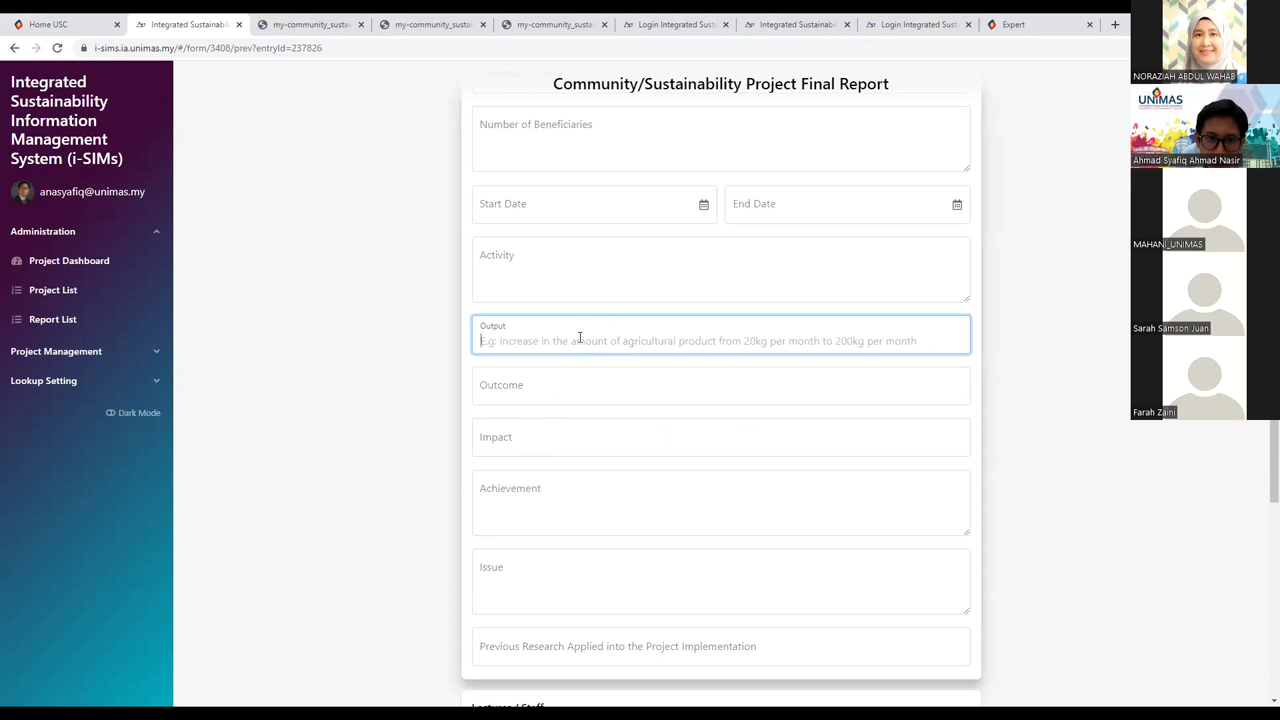 Home USC
Integrated Sustainabili
my-community_susta
my-community_susta
my-community_susta
Login Integrated Sust
Integrated Sustainabi
Login Integrated Sust
Expert
i-sims.ia.unimas.my/#/form/3408/prev?entryId=237826
Integrated
Sustainability
Information
Management
System (i-SIMs)
anasyafiq@unimas.my
Administration
Project Dashboard
Project List
Report List
Project Management
Lookup Setting
Dark Mode
Community/Sustainability Project Final Report
Number of Beneficiaries
Start Date
End Date
Activity
Output
E.g: Increase in the amount of agricultural product from 20kg per month to 200kg per month
Outcome
Impact
Achievement
Issue
Previous Research Applied into the Project Implementation
Lecturer / Staff
NORAZIAH ABDUL WAHAB
UNIMAS
Ahmad Syafiq Ahmad Nasir
MAHANI_UNIMAS
Sarah Samson Juan
Farah Zaini